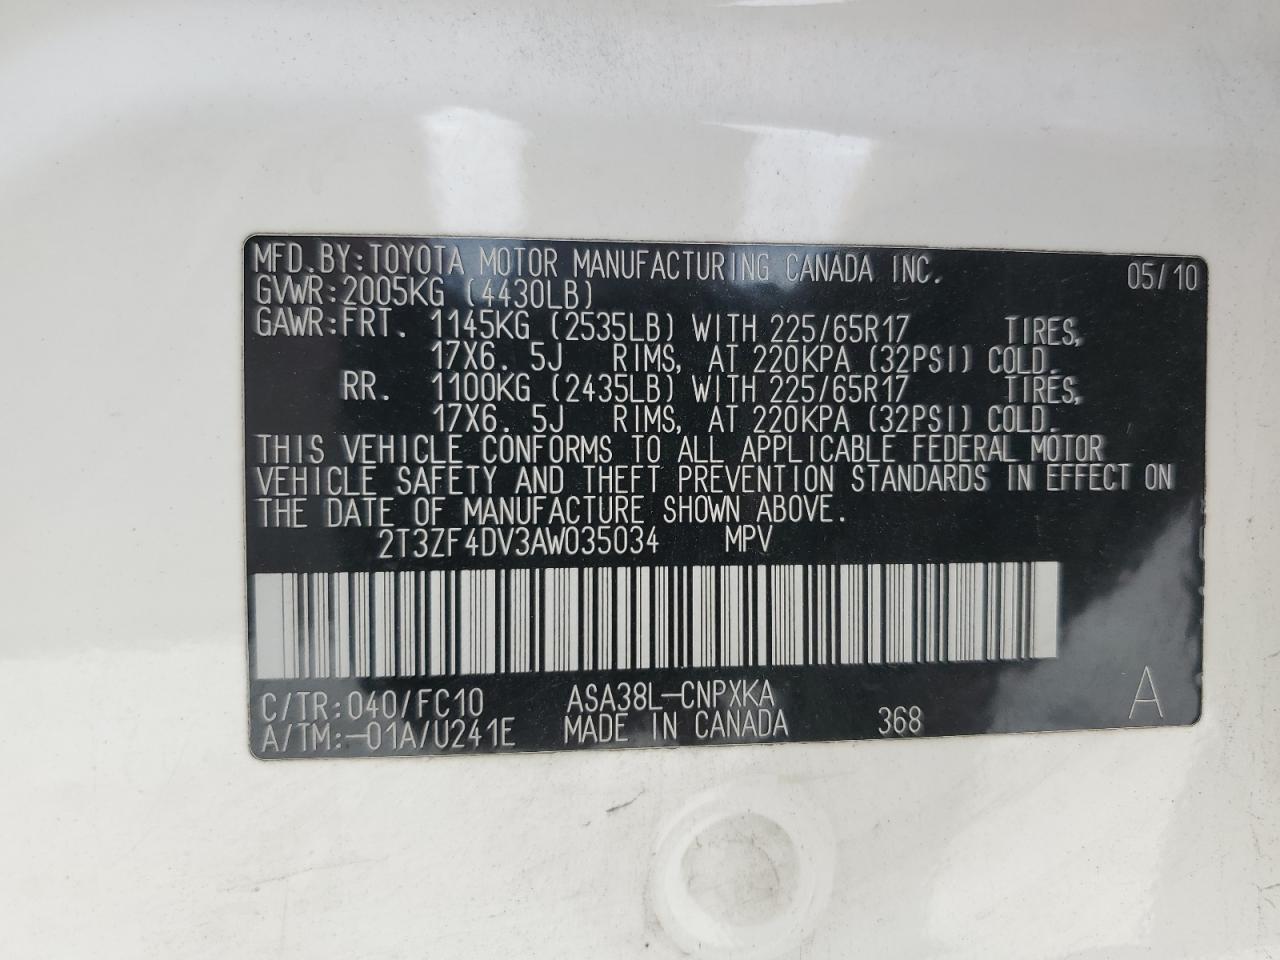 MFD.BY:TOYOTA MOTOR MANUFACTURING CANADA INC. 05/10
GVWR:2005KG (4430LB)
GAWR:FRT. 1145KG (2535LB) WITH 225/65R17 TIRES,
17X6. 5J RIMS, AT 220KPA (32PSI) COLD.
RR. 1100KG (2435LB) WITH 225/65R17 TIRES,
17X6. 5J RIMS, AT 220KPA (32PSI) COLD.
THIS VEHICLE CONFORMS TO ALL APPLICABLE FEDERAL MOTOR
VEHICLE SAFETY AND THEFT PREVENTION STANDARDS IN EFFECT ON
THE DATE OF MANUFACTURE SHOWN ABOVE.
2T3ZF4DV3AW035034 MPV
C/TR:040/FC10 ASA38L-CNPXKA A
A/TM:-01A/U241E MADE IN CANADA 368